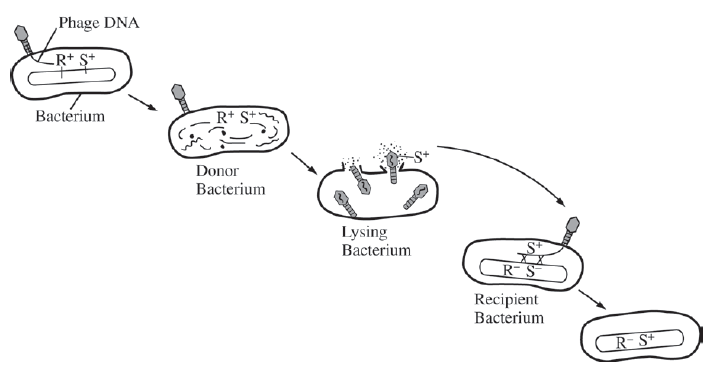 Phage DNA
R+ S+
Bacterium
R+ S+
Donor
Bacterium
S+
Lysing
Bacterium
S+
R- S-
Recipient
Bacterium
R- S+